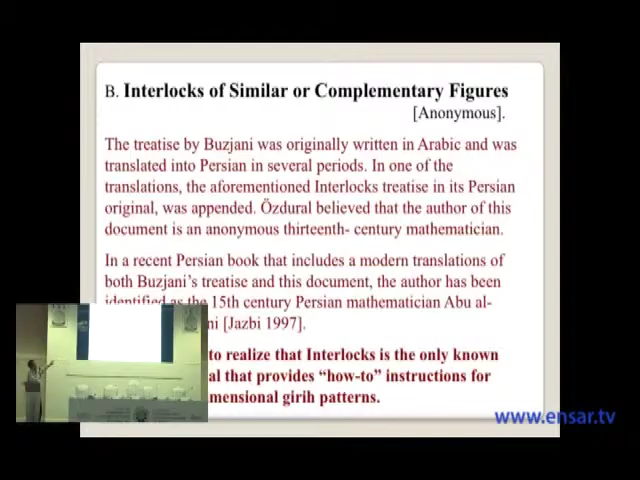 B. Interlocks of Similar or Complementary Figures
[Anonymous].
The treatise by Buzjani was originally written in Arabic and was
translated into Persian in several periods. In one of the
translations, the aforementioned Interlocks treatise in its Persian
original, was appended. Özdural believed that the author of this
document is an anonymous thirteenth- century mathematician.
In a recent Persian book that includes a modern translations of
both Buzjani's treatise and this document, the author has been
identified as the 15th century Persian mathematician Abu al-
ni [Jazbi 1997].
to realize that Interlocks is the only known
al that provides "how-to" instructions for
mensional girih patterns.
www.ensar.tv